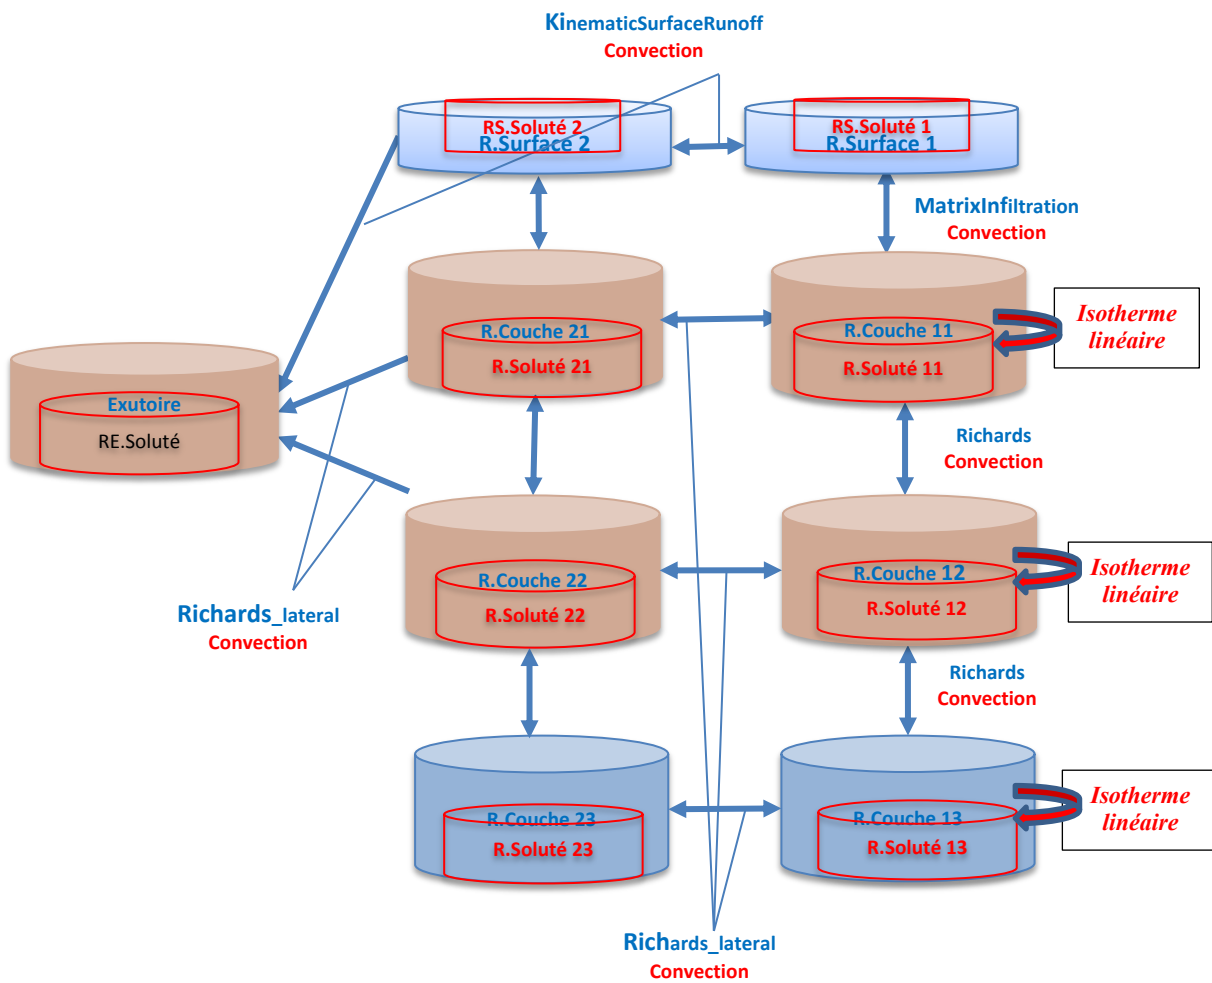 KinematicSurfaceRunoff
Convection
RS.Soluté 2
R.Surface 2
RS.Soluté 1
R.Surface 1
MatrixInfiltration
Convection
R.Couche 21
R.Soluté 21
R.Couche 11
R.Soluté 11
Isotherme
linéaire
Exutoire
RE.Soluté
Richards
Convection
R.Couche 22
R.Soluté 22
R.Couche 12
R.Soluté 12
Isotherme
linéaire
Richards_lateral
Convection
Richards
Convection
R.Couche 23
R.Soluté 23
R.Couche 13
R.Soluté 13
Isotherme
linéaire
Richards_lateral
Convection